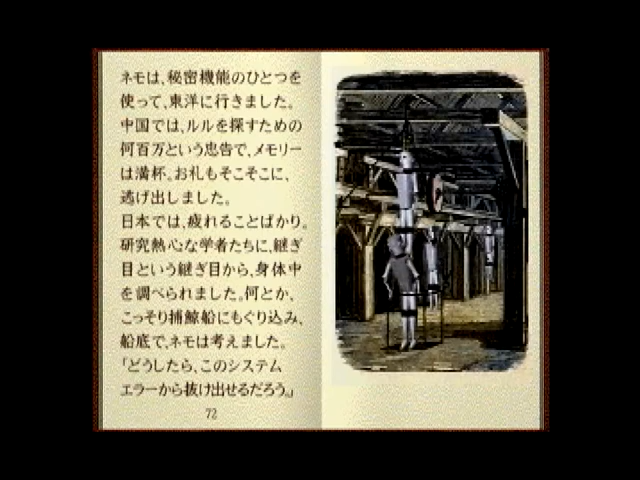 ネモは、秘密機能のひとつを
使って、東洋に行きました。
中国では、ルルを探すための
何百万という忠告で、メモリー
は満杯。お礼もそこそこに、
逃げ出しました。
日本では、疲れることばかり。
研究熱心な学者たちに、継ぎ
目という継ぎ目から、身体中
を調べられました。何とか、
こっそり捕鯨船にもぐり込み、
船底で、ネモは考えました。
「どうしたら、このシステム
エラーから抜け出せるだろう。」
72